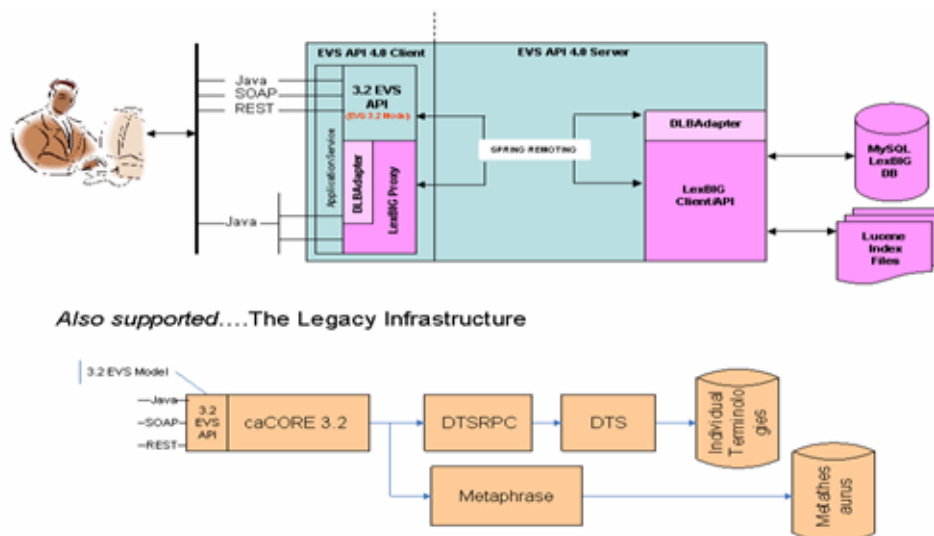 EVS API 4.0 Client
EVS API 4.0 Server
Java
SOAP
REST
3.2 EVS
API
(EVS 3.2 Model)
ApplicationService
DLBAdapter
LexBIG Proxy
Java
SPRING REMOTING
DLBAdapter
LexBIG
Client/API
MySQL
LexBIG
DB
Lucene
Index
Files
Also supported....The Legacy Infrastructure
3.2 EVS Model
Java
SOAP
REST
3.2
EVS
API
caCORE 3.2
DTSRPC
DTS
Individual
Terminolo
gies
Metaphrase
Metathes
aurus